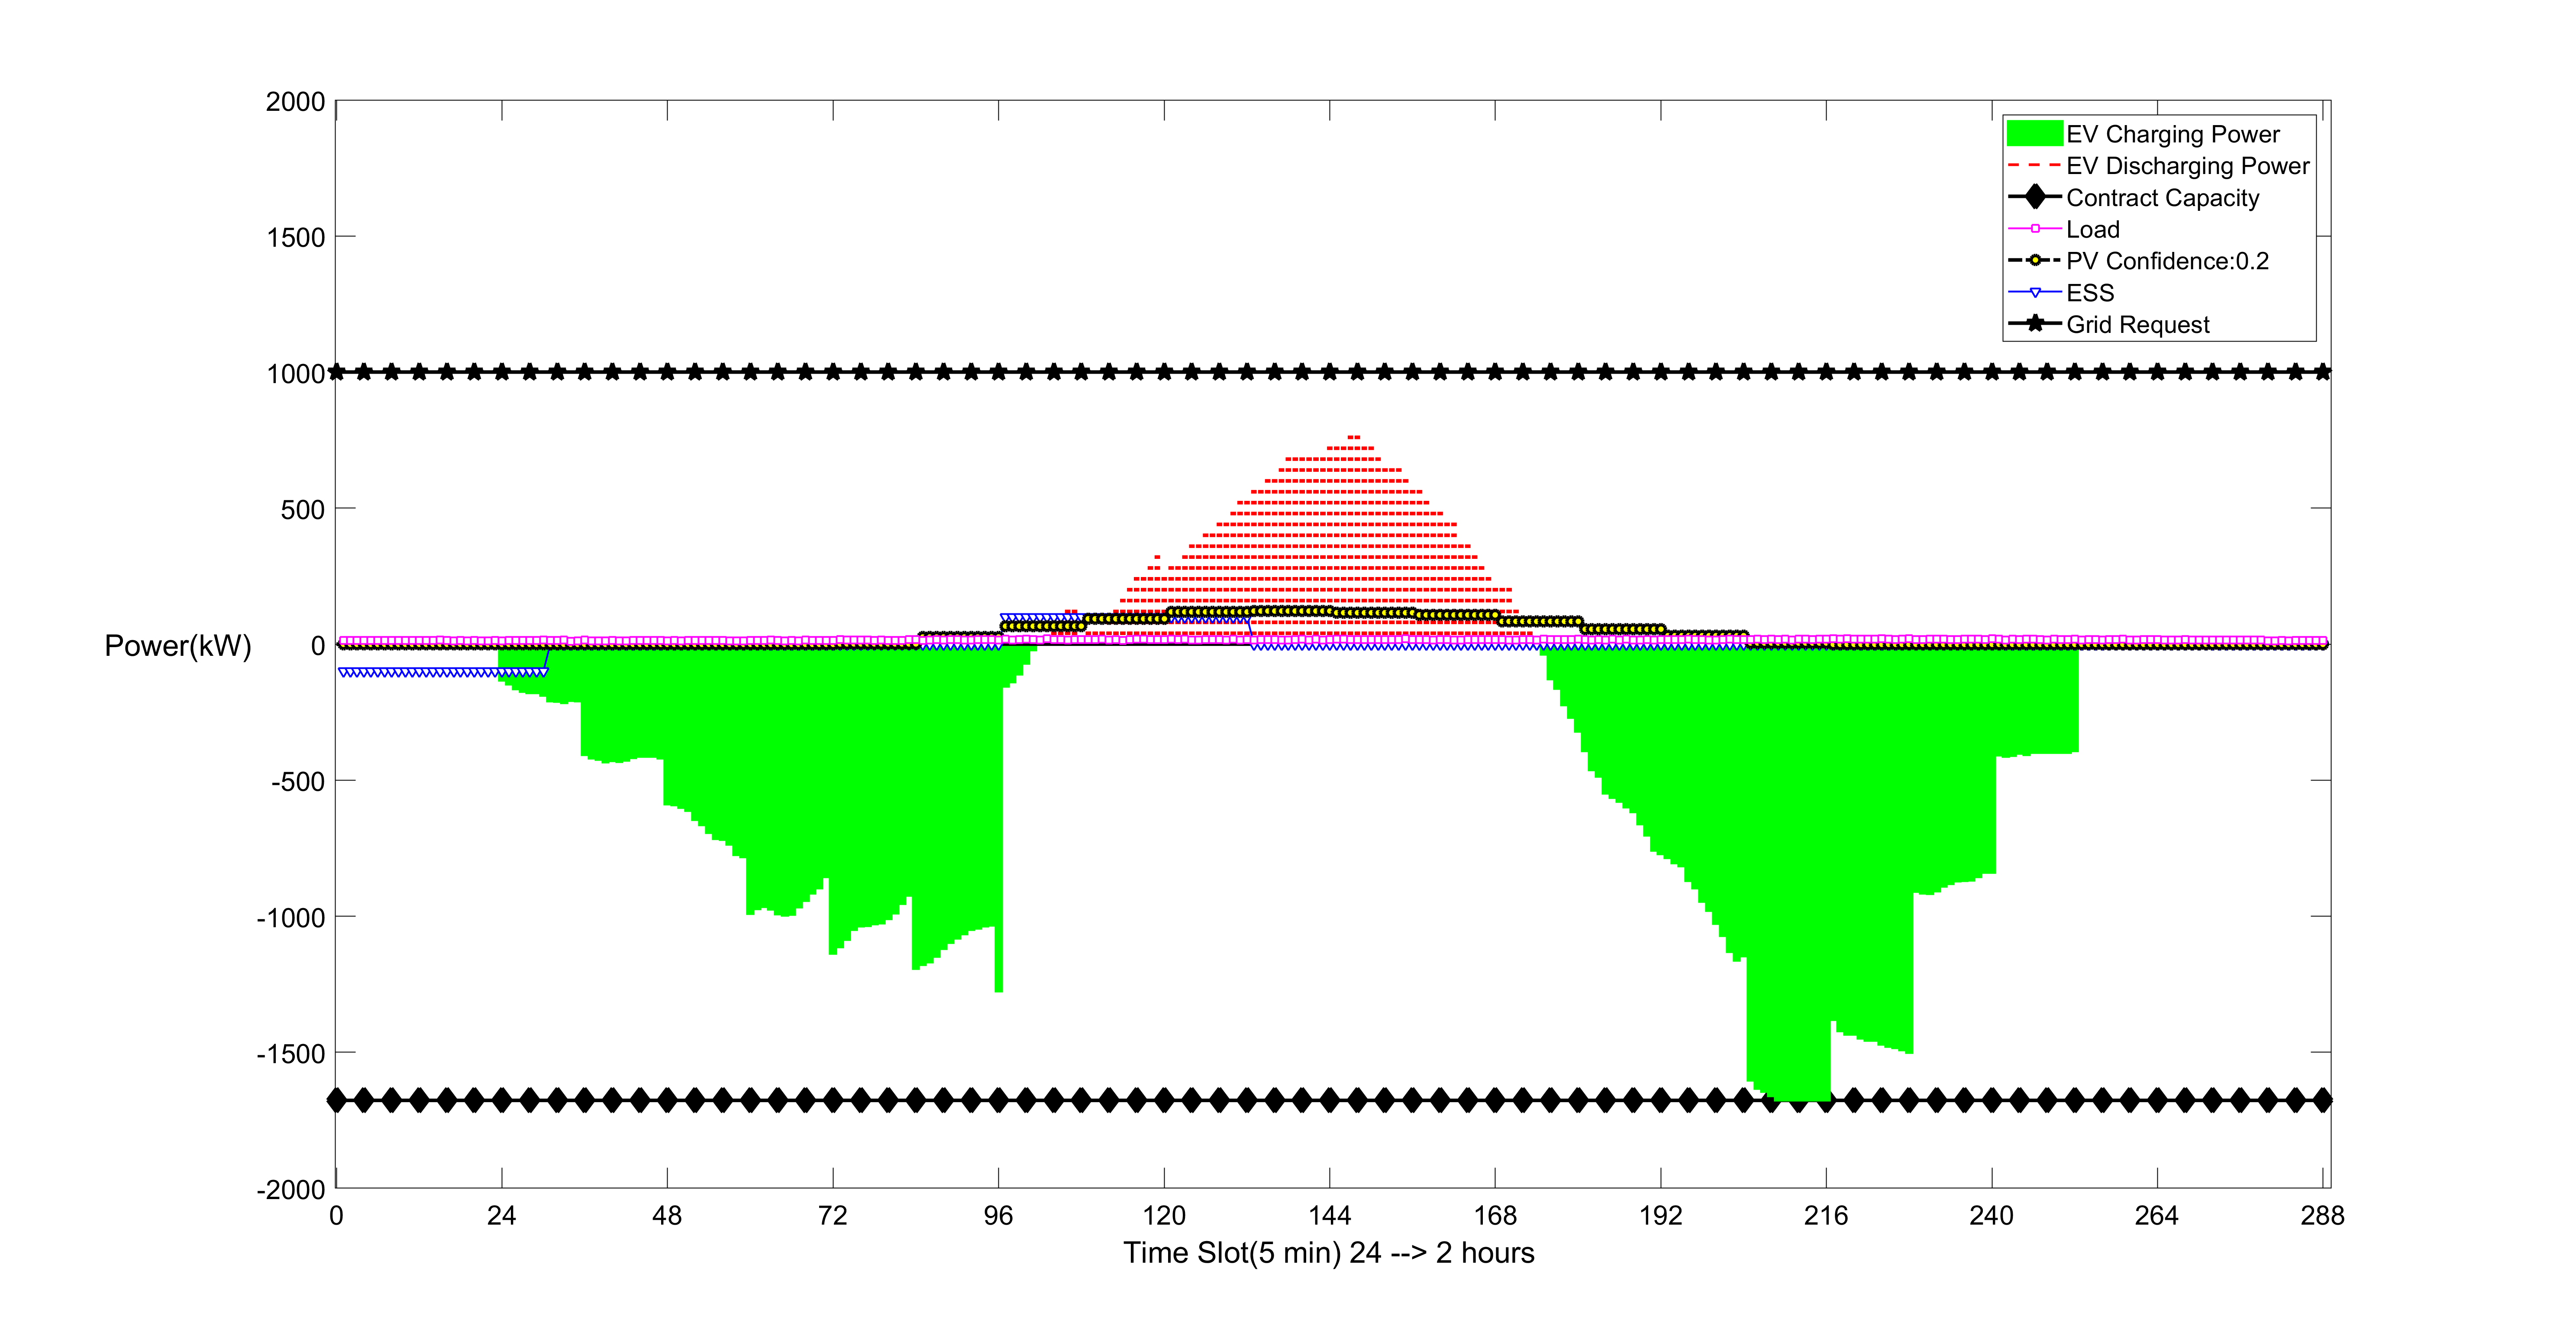 2000
1500
1000
500
0
-500
-1000
-1500
-2000
Power(kW)
EV Charging Power
EV Discharging Power
Contract Capacity
Load
PV Confidence:0.2
ESS
Grid Request
0 24 48 72 96 120 144 168 192 216 240 264 288
Time Slot(5 min) 24 --> 2 hours